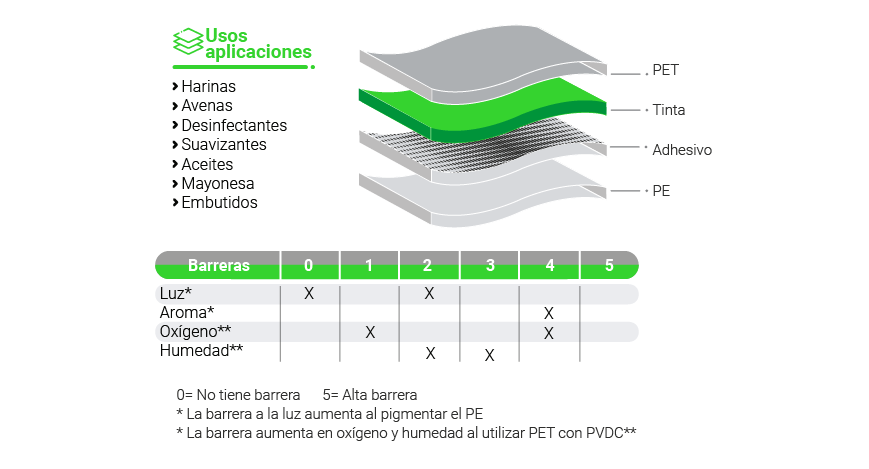 Usos
aplicaciones
Harinas
Avenas
Desinfectantes
Suavizantes
Aceites
Mayonesa
Embutidos
PET
Tinta
Adhesivo
PE
Barreras 0 1 2 3 4 5
Luz* X X
Aroma* X
Oxígeno** X X
Humedad** X X
0= No tiene barrera 5= Alta barrera
* La barrera a la luz aumenta al pigmentar el PE
* La barrera aumenta en oxígeno y humedad al utilizar PET con PVDC**